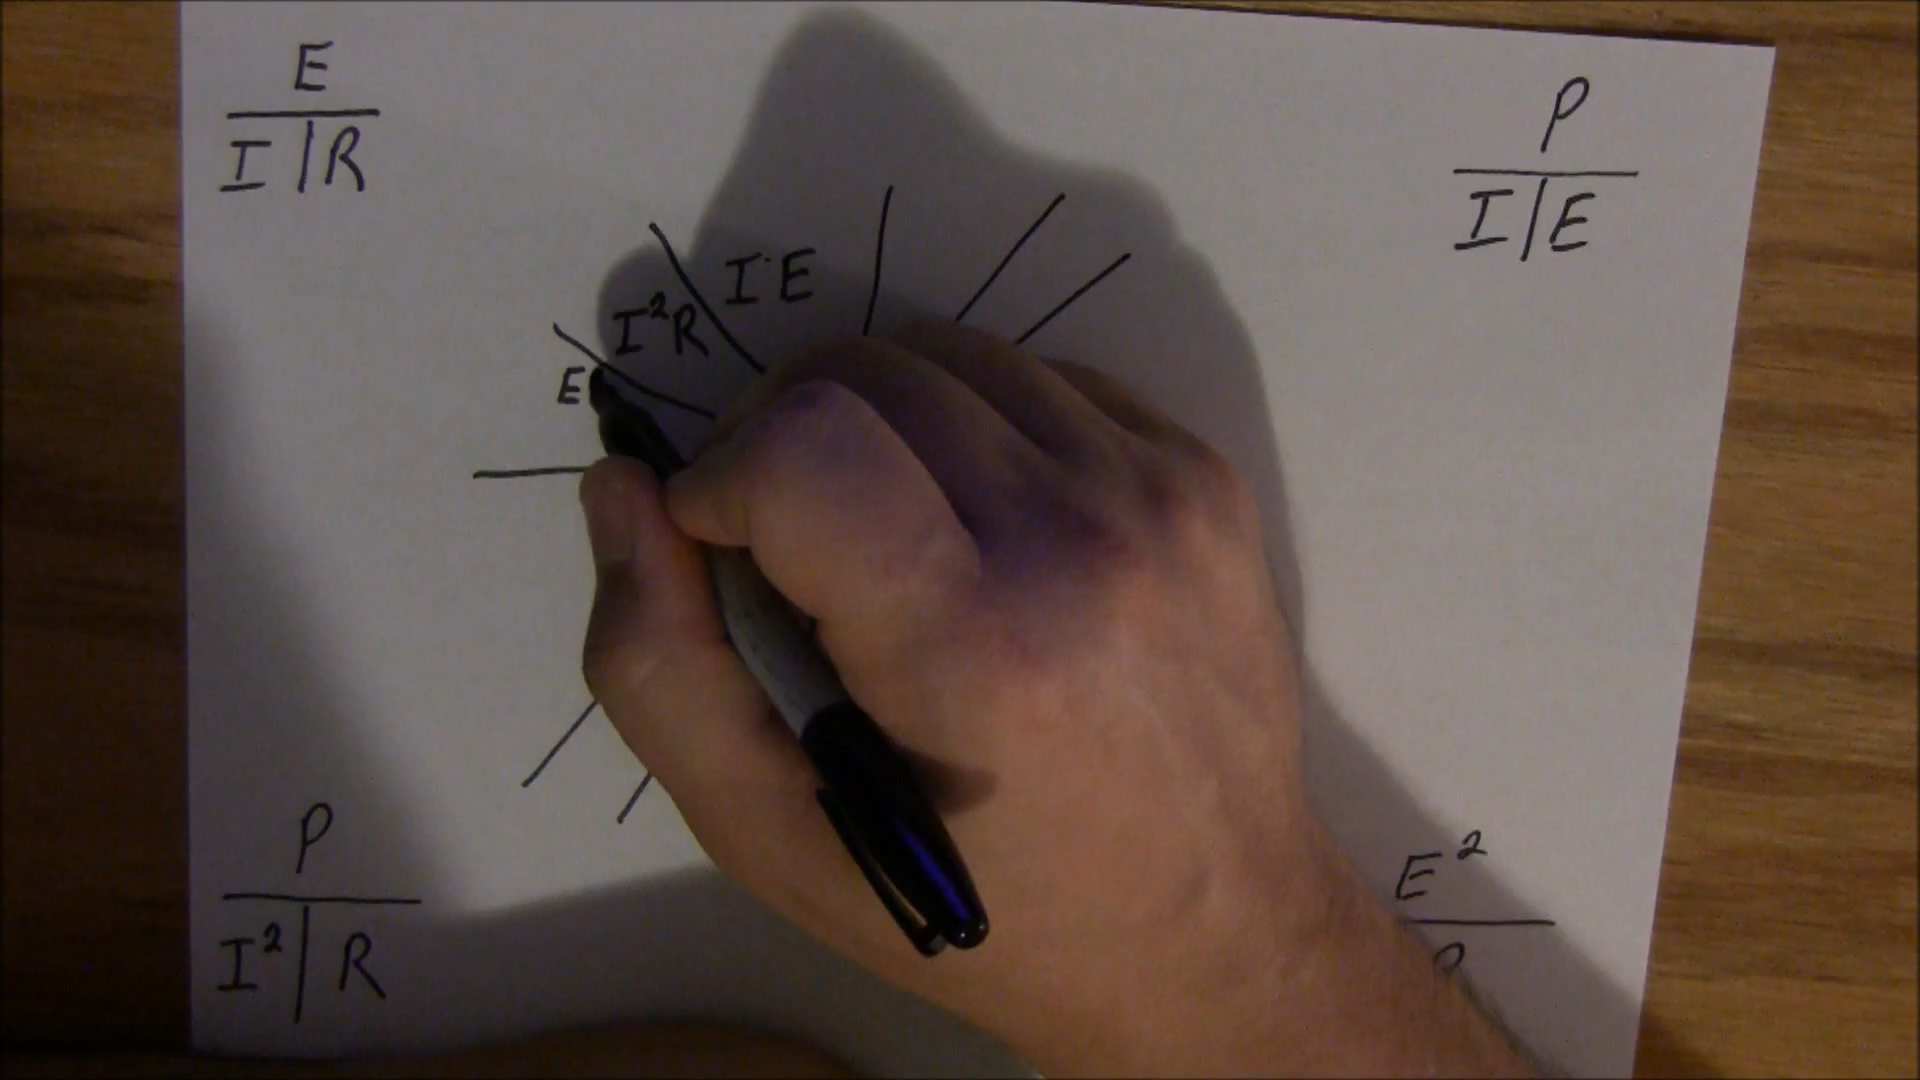 E
I | R
P
I | E
I·E
I²R
E
P
I² | R
E²